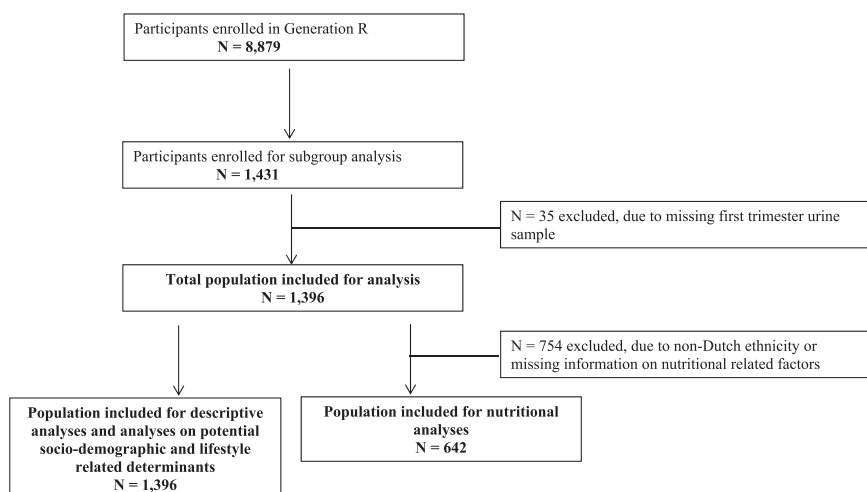 Participants enrolled in Generation R
N = 8,879
Participants enrolled for subgroup analysis
N = 1,431
N = 35 excluded, due to missing first trimester urine
sample
Total population included for analysis
N = 1,396
N = 754 excluded, due to non-Dutch ethnicity or
missing information on nutritional related factors
Population included for descriptive
analyses and analyses on potential
socio-demographic and lifestyle
related determinants
N = 1,396
Population included for nutritional
analyses
N = 642